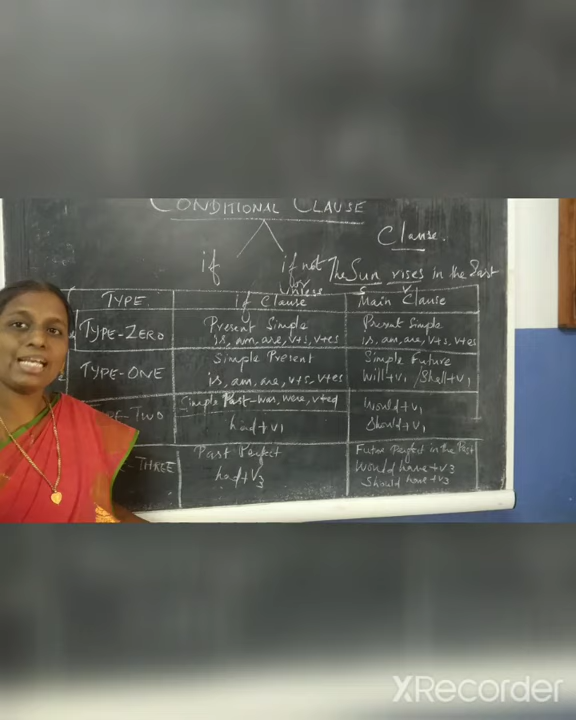 CONDITIONAL CLAUSE
Clause.
if
if not
The Sun rises in the East
S V
TYPE
if Clause
Main Clause
TYPE-ZERO
Present Simple
is, am, are, v+s, v+es
Present Simple
is, am, are, v+s, v+es
TYPE-ONE
Simple Present
is, am, are, v+s, v+es
Simple Future
Will+v1 / Shall+v1
TWO
Simple Past-was, were, v+ed
had+v1
Would+v1
Should+v1
THREE
Past Perfect
had+v3
Future Perfect in the Past
Would have+v3
Should have+v3
XRecorder